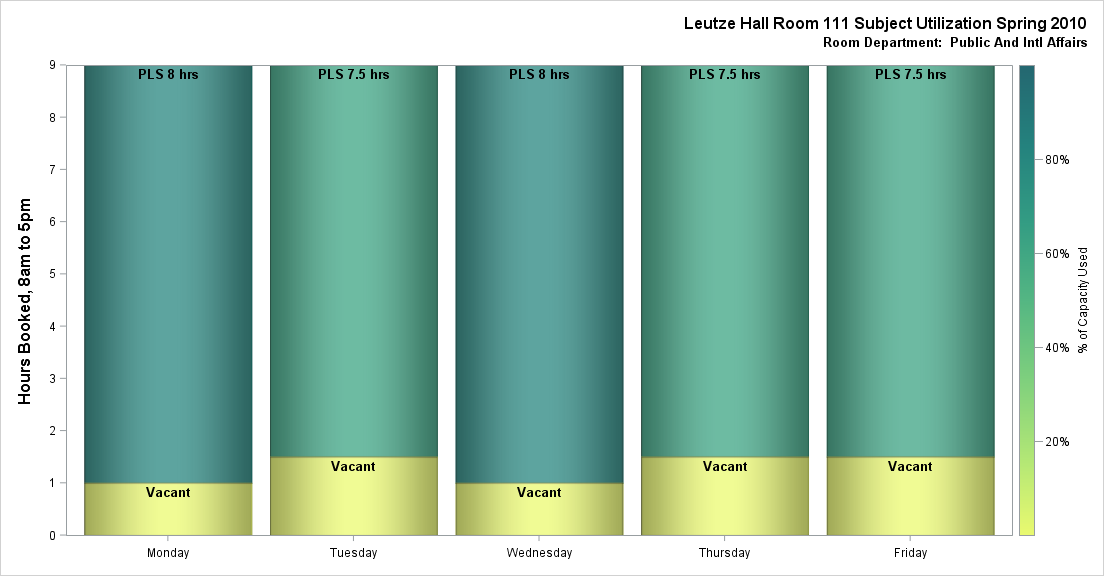 Leutze Hall Room 111 Subject Utilization Spring 2010
Room Department: Public And Intl Affairs
Hours Booked, 8am to 5pm
9
8
7
6
5
4
3
2
1
0
PLS 8 hrs
PLS 7.5 hrs
PLS 8 hrs
PLS 7.5 hrs
PLS 7.5 hrs
Vacant
Vacant
Vacant
Vacant
Vacant
Monday
Tuesday
Wednesday
Thursday
Friday
80%
60%
40%
20%
% of Capacity Used